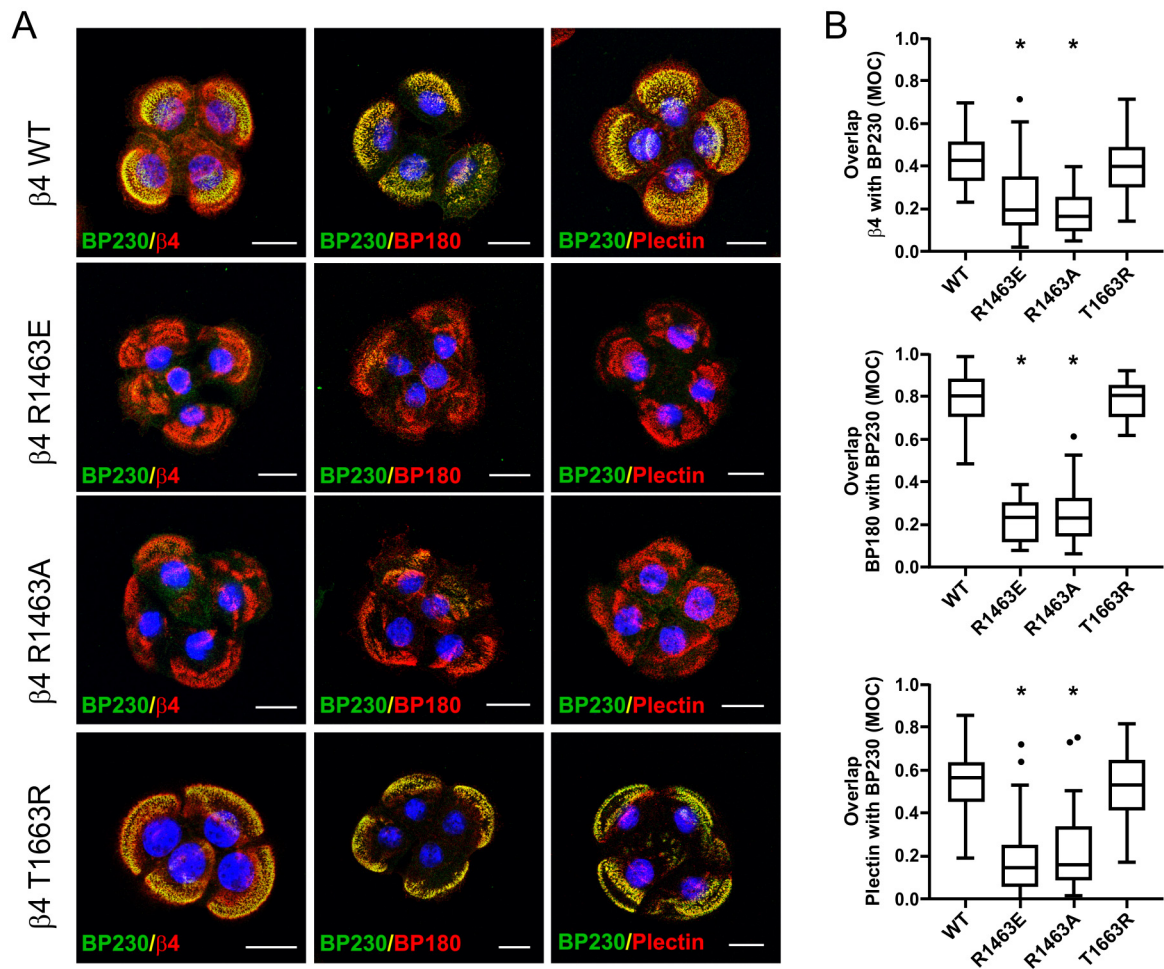 A
β4 WT
BP230/β4
BP230/BP180
BP230/Plectin
β4 R1463E
BP230/β4
BP230/BP180
BP230/Plectin
β4 R1463A
BP230/β4
BP230/BP180
BP230/Plectin
β4 T1663R
BP230/β4
BP230/BP180
BP230/Plectin
B
Overlap
β4 with BP230 (MOC)
1.0
0.8
0.6
0.4
0.2
0.0
* *
WT
R1463E
R1463A
T1663R
Overlap
BP180 with BP230 (MOC)
1.0
0.8
0.6
0.4
0.2
0.0
* *
WT
R1463E
R1463A
T1663R
Overlap
Plectin with BP230 (MOC)
1.0
0.8
0.6
0.4
0.2
0.0
* *
WT
R1463E
R1463A
T1663R